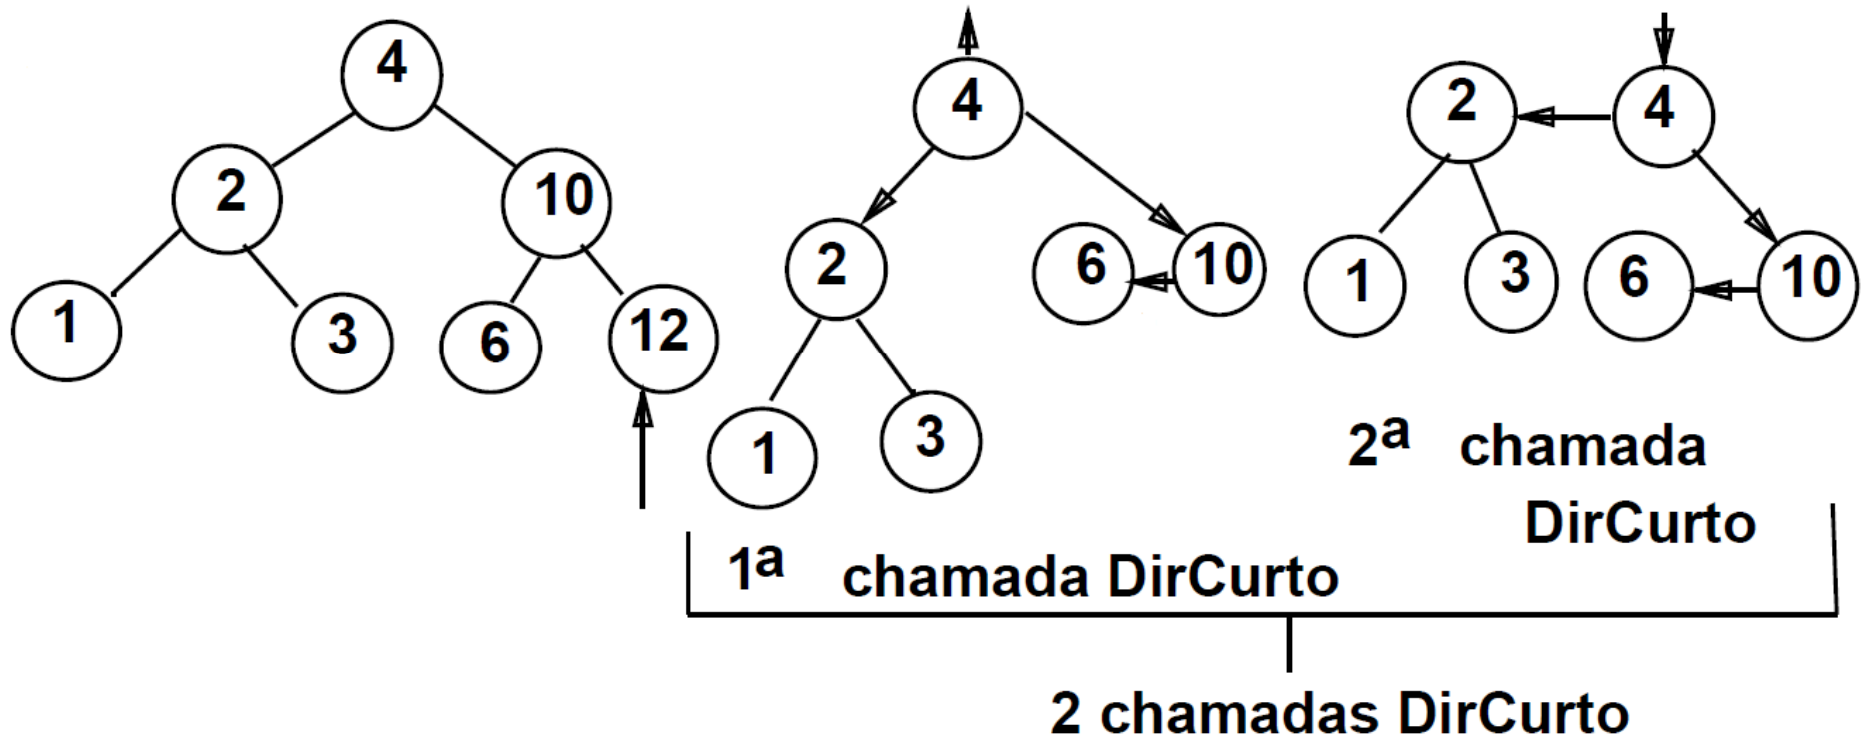 4
2 10
1 3 6 12
4
2 6 10
1 3
2 4
1 3 6 10
1ª chamada DirCurto
2ª chamada
DirCurto
2 chamadas DirCurto